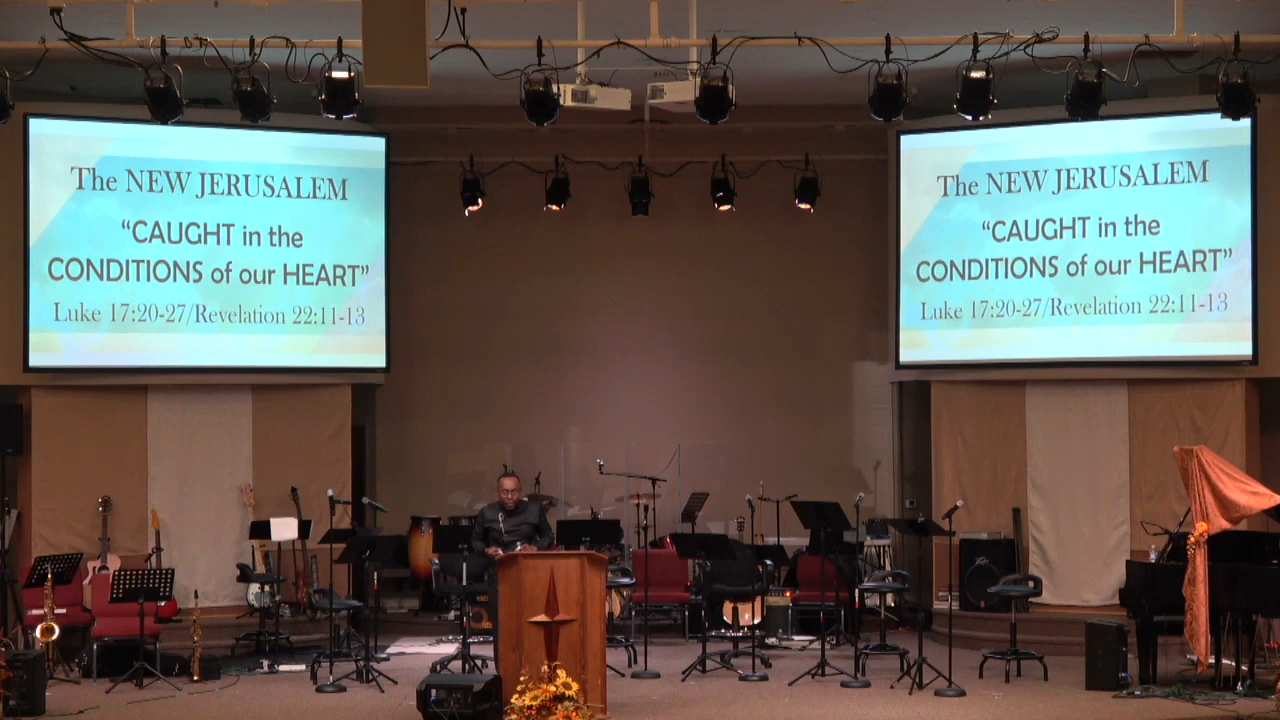 The NEW JERUSALEM
“CAUGHT in the
CONDITIONS of our HEART”
Luke 17:20-27/Revelation 22:11-13
The NEW JERUSALEM
“CAUGHT in the
CONDITIONS of our HEART”
Luke 17:20-27/Revelation 22:11-13